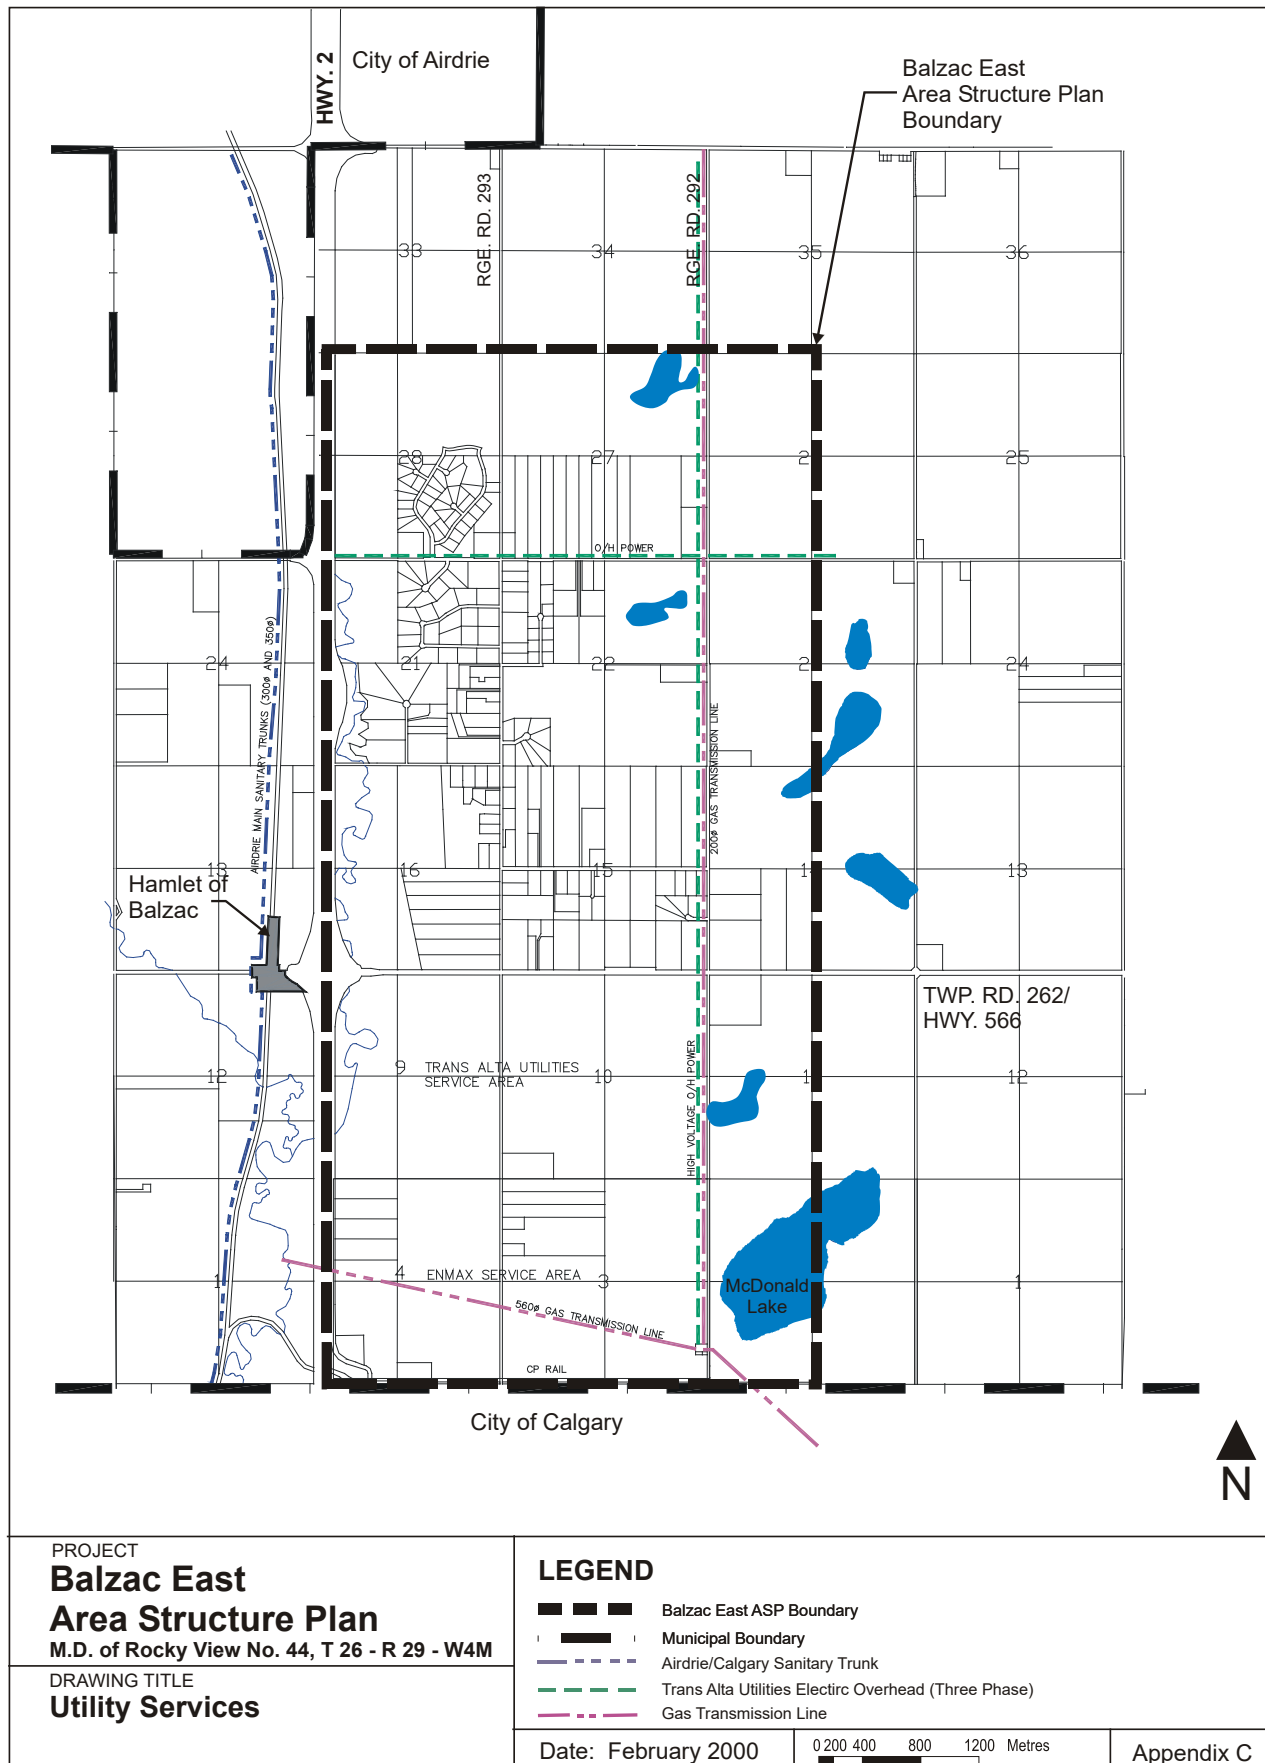 City of Airdrie
HWY. 2
Balzac East
Area Structure Plan
Boundary
RGE. RD. 293
RGE. RD. 292
33
34
35
36
28
27
2
25
O/H POWER
24
21
22
2
24
AIRDRIE MAIN SANITARY TRUNKS (300ø AND 350ø)
200ø GAS TRANSMISSION LINE
13
16
15
1
13
Hamlet of
Balzac
TWP. RD. 262/
HWY. 566
12
9
TRANS ALTA UTILITIES
SERVICE AREA
10
1
12
HIGH VOLTAGE O/H POWER
1
4
ENMAX SERVICE AREA
3
McDonald
Lake
1
560ø GAS TRANSMISSION LINE
CP RAIL
City of Calgary
N
PROJECT
Balzac East
Area Structure Plan
M.D. of Rocky View No. 44, T 26 - R 29 - W4M
DRAWING TITLE
Utility Services
LEGEND
Balzac East ASP Boundary
Municipal Boundary
Airdrie/Calgary Sanitary Trunk
Trans Alta Utilities Electirc Overhead (Three Phase)
Gas Transmission Line
Date: February 2000
0 200 400 800 1200 Metres
Appendix C